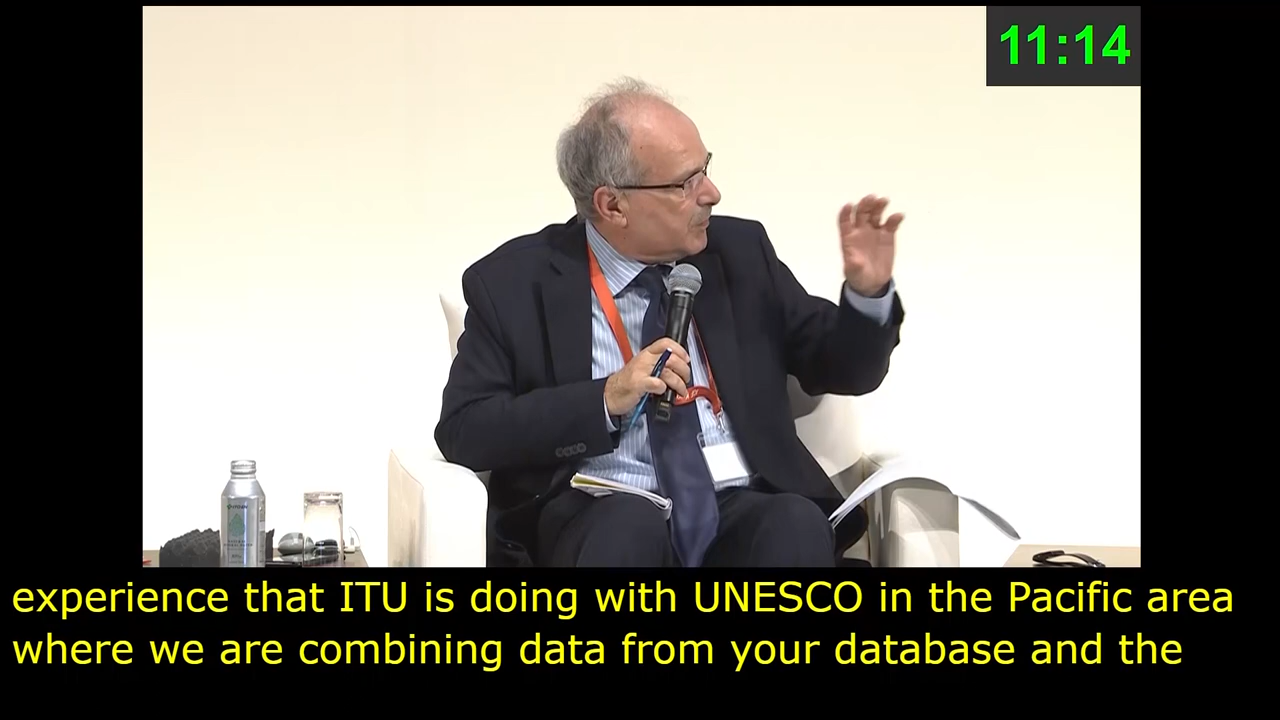 11:14
experience that ITU is doing with UNESCO in the Pacific area
where we are combining data from your database and the